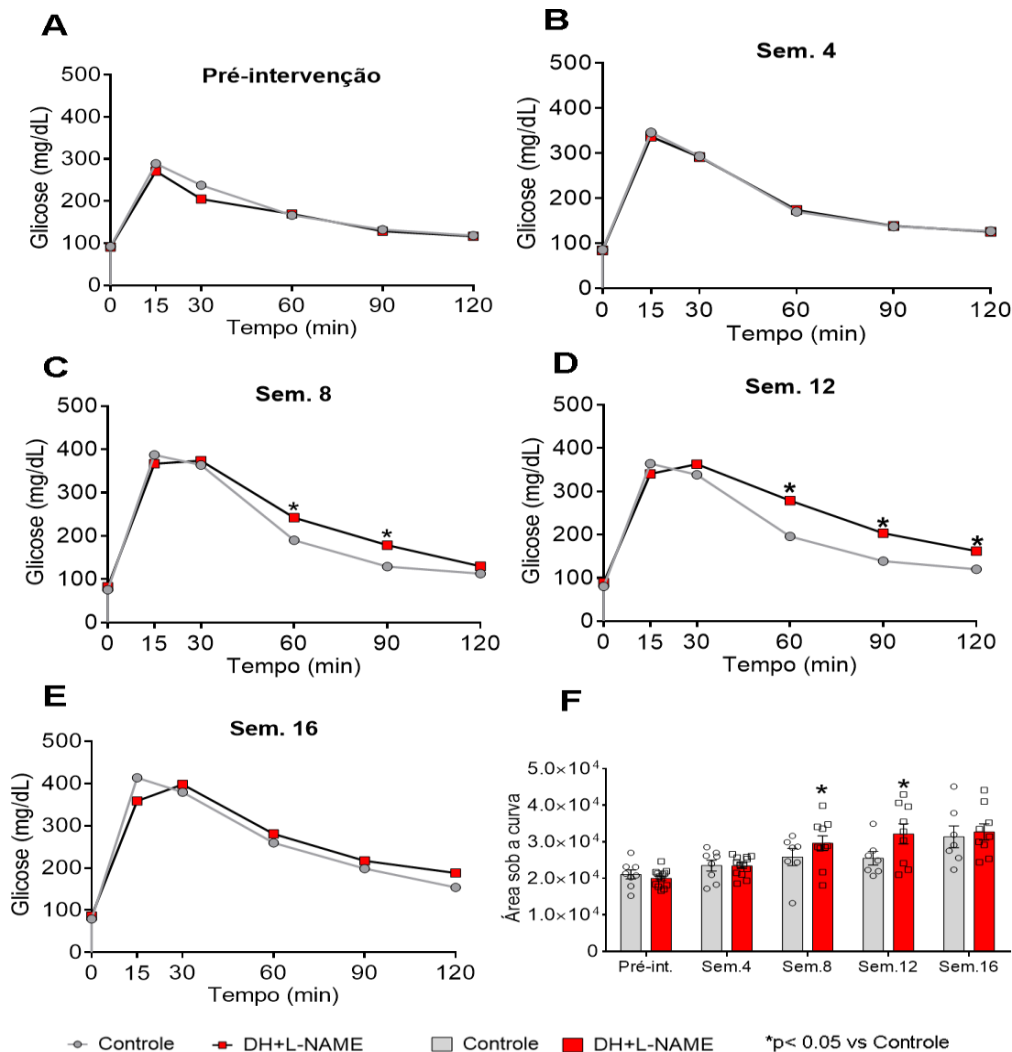 A
Pré-intervenção
500
400
300
200
100
0
Glicose (mg/dL)
0 15 30 60 90 120
Tempo (min)
B
Sem. 4
500
400
300
200
100
0
Glicose (mg/dL)
0 15 30 60 90 120
Tempo (min)
C
Sem. 8
500
400
300
200
100
0
Glicose (mg/dL)
* *
0 15 30 60 90 120
Tempo (min)
D
Sem. 12
500
400
300
200
100
0
Glicose (mg/dL)
* * *
0 15 30 60 90 120
Tempo (min)
E
Sem. 16
500
400
300
200
100
0
Glicose (mg/dL)
0 15 30 60 90 120
Tempo (min)
F
5.0×10⁴
4.0×10⁴
3.0×10⁴
2.0×10⁴
1.0×10⁴
0
Área sob a curva
* *
Pré-int. Sem.4 Sem.8 Sem.12 Sem.16
Controle DH+L-NAME Controle DH+L-NAME *p< 0.05 vs Controle